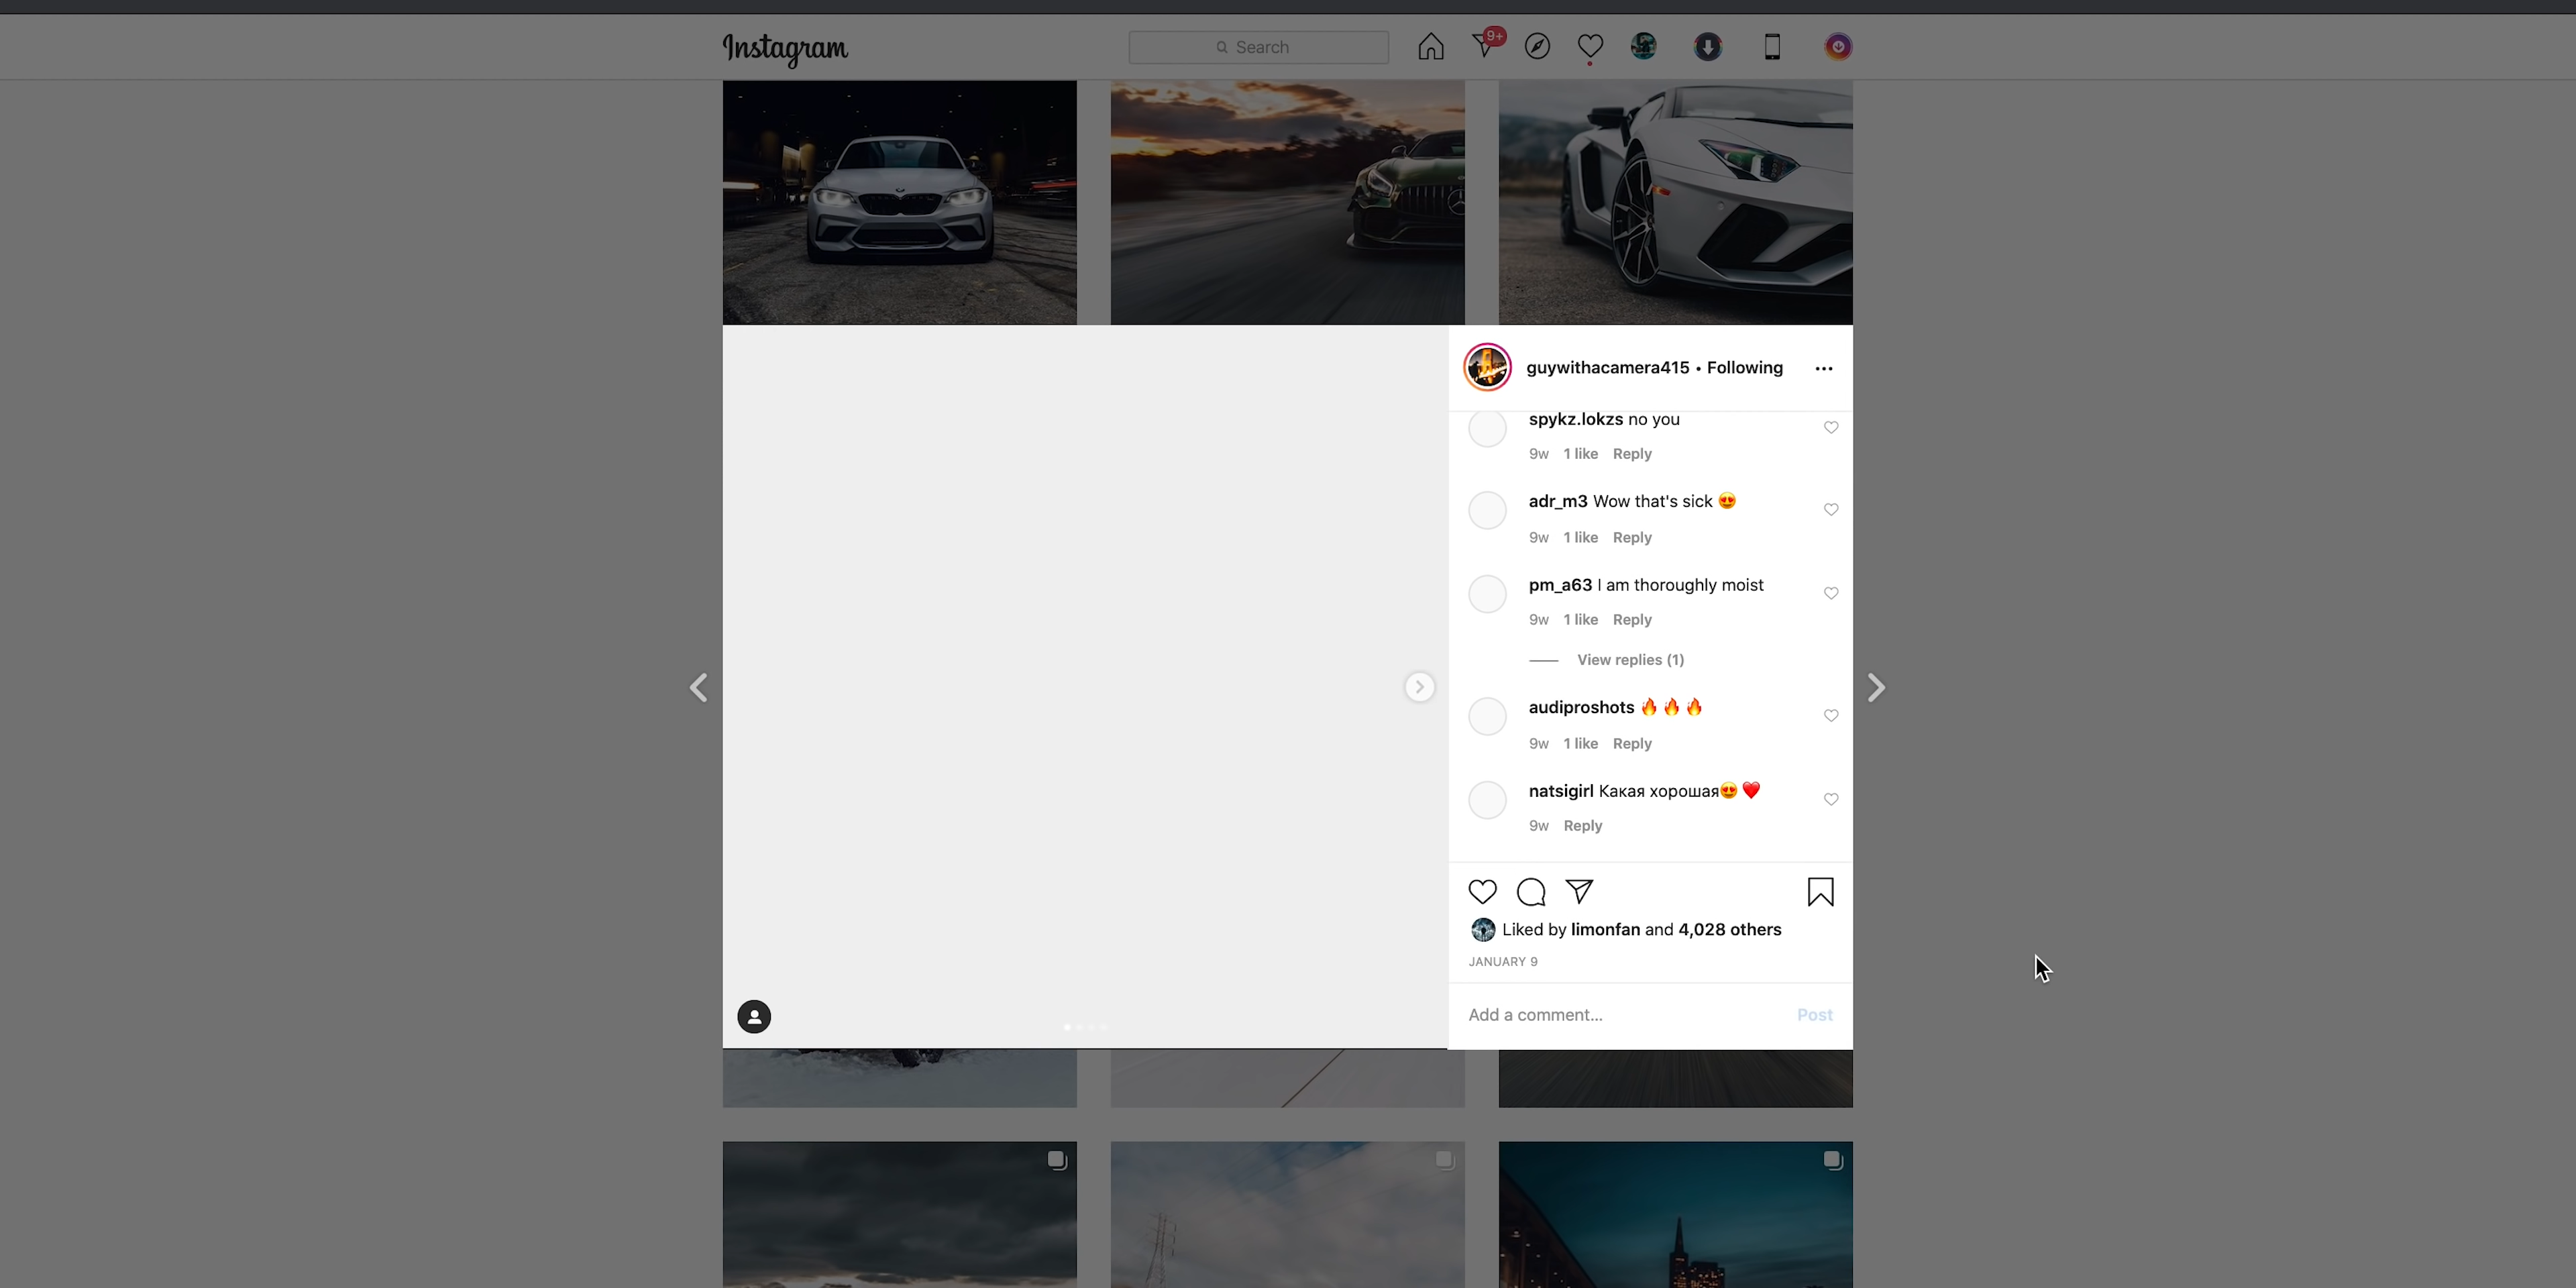 Instagram
Search
9+
guywithacamera415 • Following
spykz.lokzs no you
9w 1 like Reply
adr_m3 Wow that's sick 😍
9w 1 like Reply
pm_a63 I am thoroughly moist
9w 1 like Reply
View replies (1)
audiproshots 🔥🔥🔥
9w 1 like Reply
natsigirl Какая хорошая😍❤️
9w Reply
Liked by limonfan and 4,028 others
JANUARY 9
Add a comment...
Post